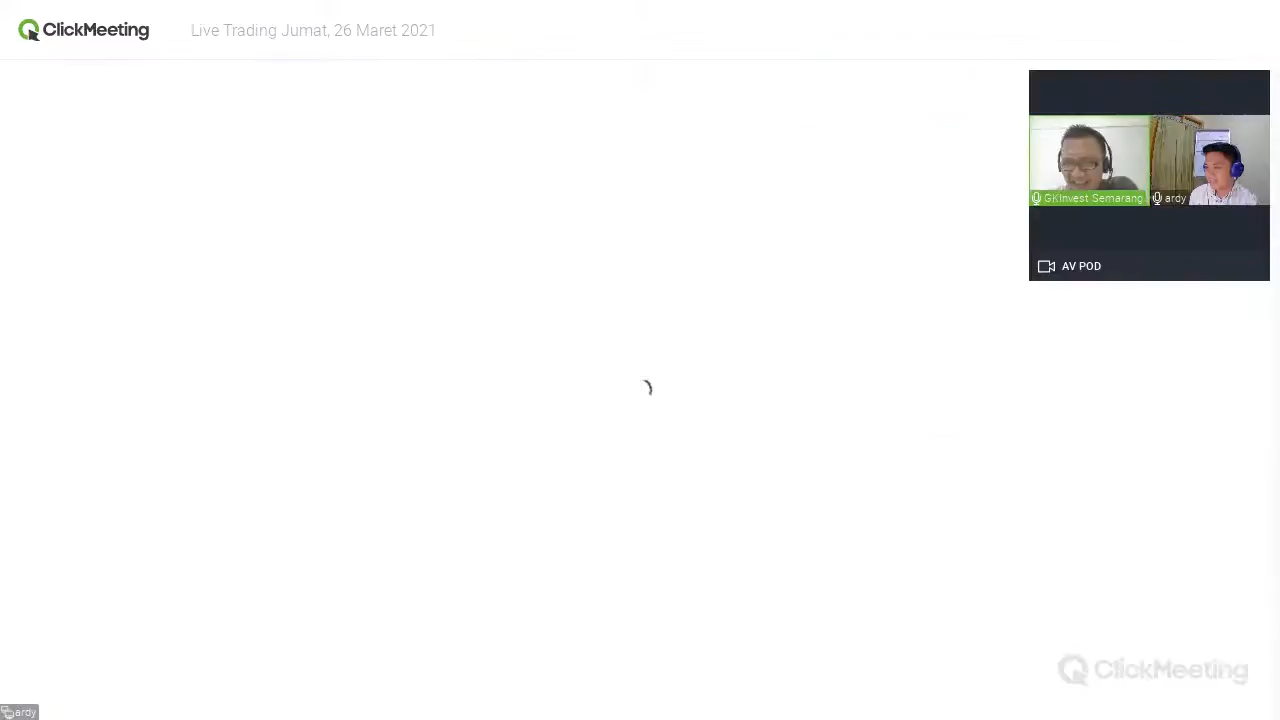 ClickMeeting
Live Trading Jumat, 26 Maret 2021
GKInvest Semarang
ardy
AV POD
ClickMeeting
ardy